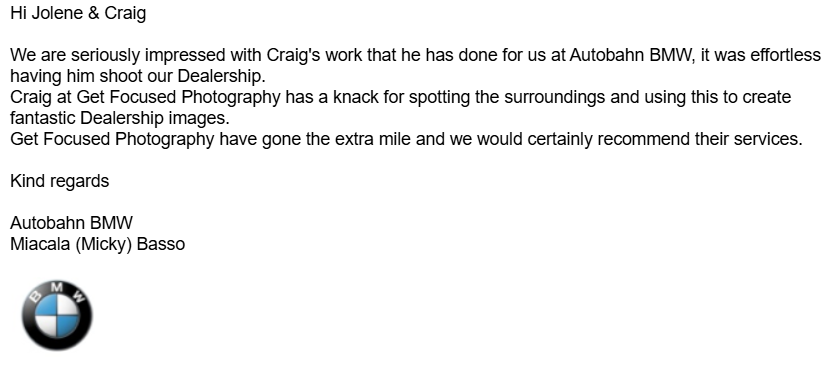 Hi Jolene & Craig
We are seriously impressed with Craig's work that he has done for us at Autobahn BMW, it was effortless
having him shoot our Dealership.
Craig at Get Focused Photography has a knack for spotting the surroundings and using this to create
fantastic Dealership images.
Get Focused Photography have gone the extra mile and we would certainly recommend their services.
Kind regards
Autobahn BMW
Miacala (Micky) Basso
BMW